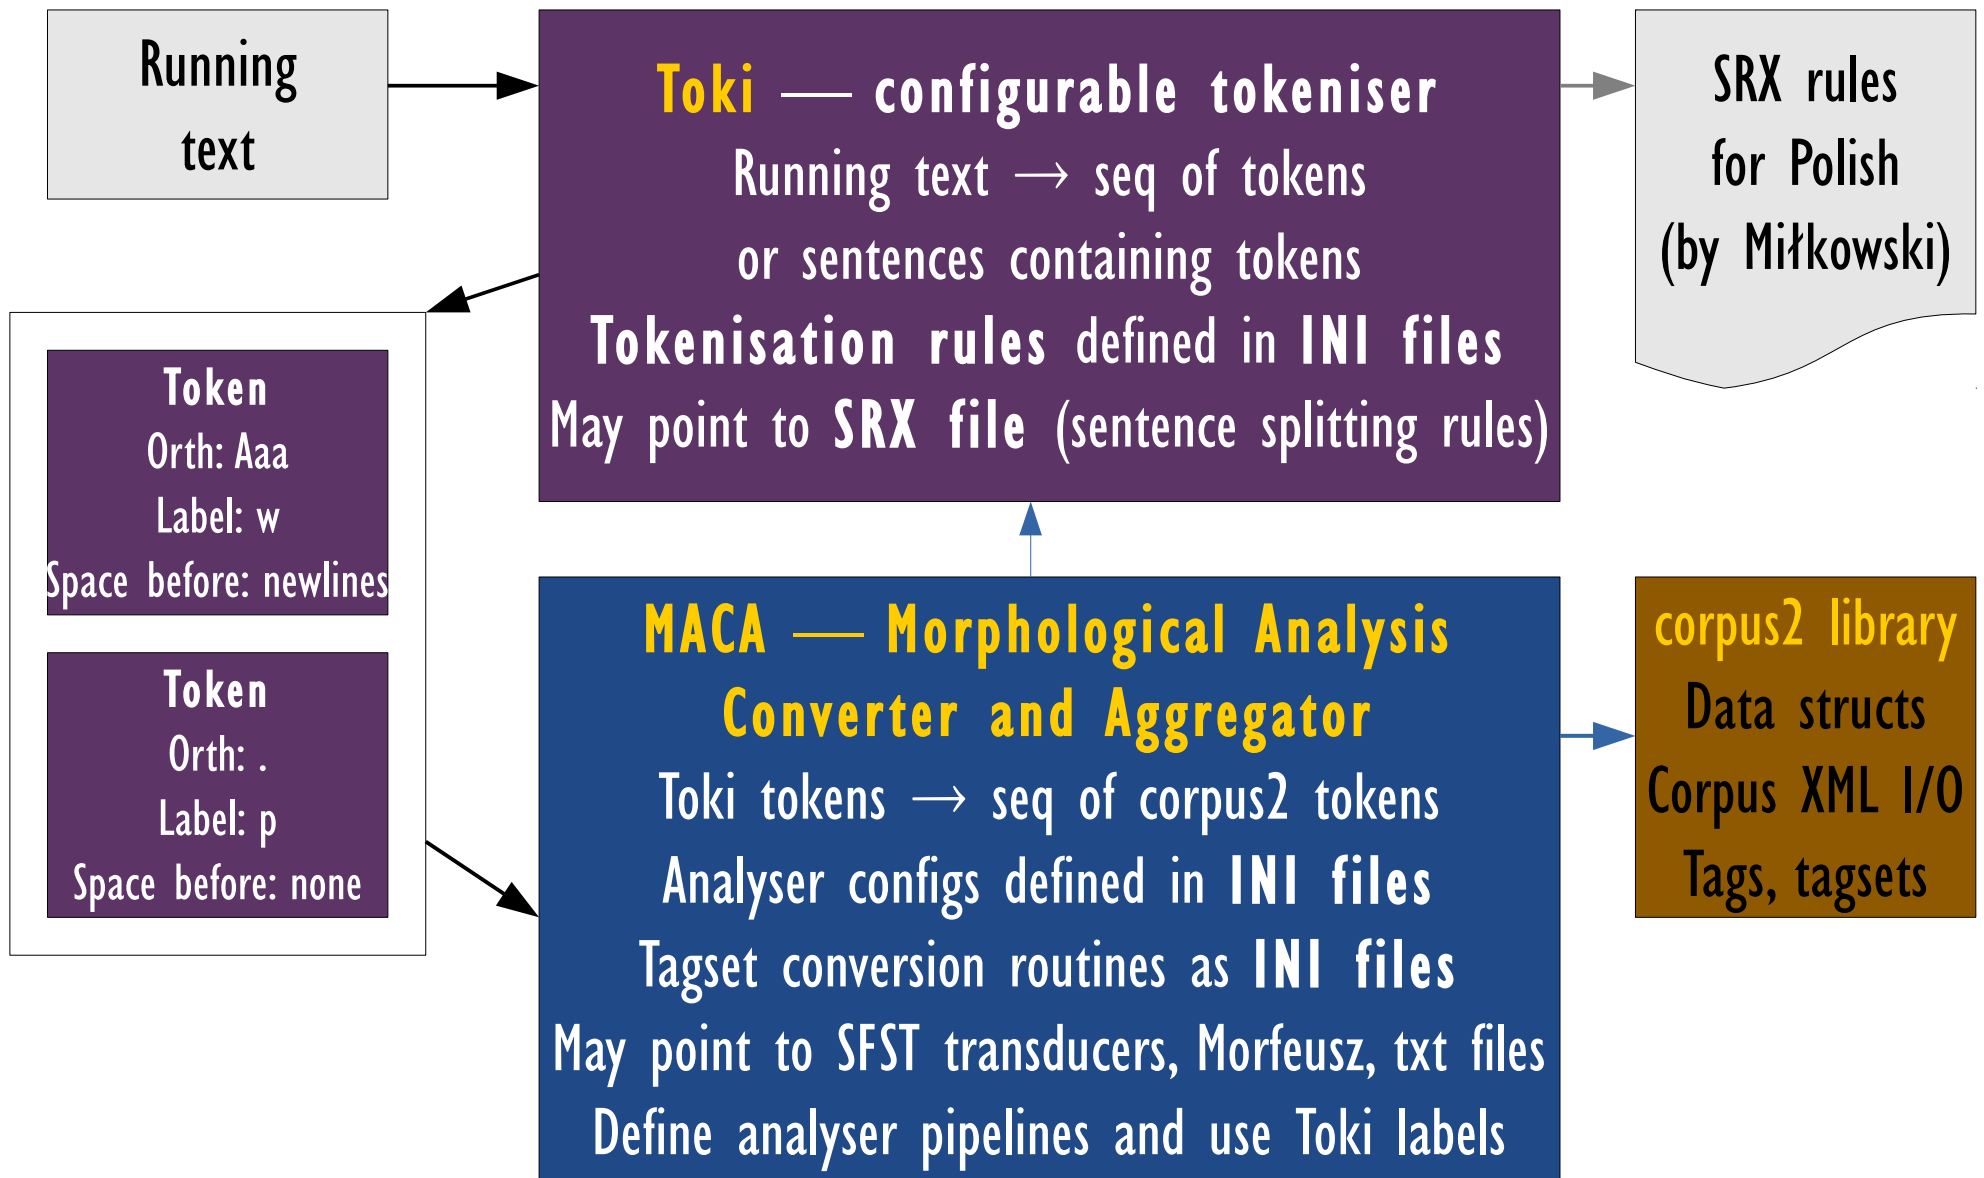 Running
text
Toki — configurable tokeniser
Running text → seq of tokens
or sentences containing tokens
Tokenisation rules defined in INI files
May point to SRX file (sentence splitting rules)
SRX rules
for Polish
(by Miłkowski)
Token
Orth: Aaa
Label: w
Space before: newlines
Token
Orth: .
Label: p
Space before: none
MACA — Morphological Analysis
Converter and Aggregator
Toki tokens → seq of corpus2 tokens
Analyser configs defined in INI files
Tagset conversion routines as INI files
May point to SFST transducers, Morfeusz, txt files
Define analyser pipelines and use Toki labels
corpus2 library
Data structs
Corpus XML I/O
Tags, tagsets